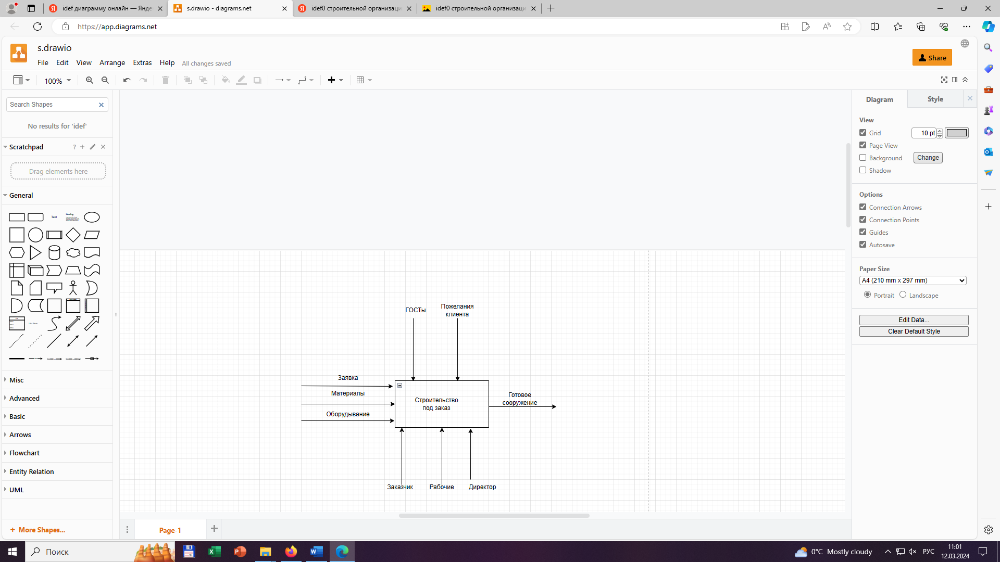 idef диаграмму онлайн — Янде
s.drawio - diagrams.net
idef0 строительной организаци
idef0 строительной организаци
https://app.diagrams.net
s.drawio
File Edit View Arrange Extras Help All changes saved
Share
100%
Search Shapes
No results for 'idef'
Scratchpad
?
Drag elements here
General
Text
Heading
Misc
Advanced
Basic
Arrows
Flowchart
Entity Relation
UML
+ More Shapes...
ГОСТы
Пожелания
клиента
Заявка
Материалы
Оборудывание
Строительство
под заказ
Готовое
сооружение
Заказчик
Рабочие
Директор
Page-1
Diagram
Style
View
Grid
10 pt
Page View
Background
Change
Shadow
Options
Connection Arrows
Connection Points
Guides
Autosave
Paper Size
A4 (210 mm x 297 mm)
Portrait
Landscape
Edit Data...
Clear Default Style
Поиск
0°C Mostly cloudy
РУС
11:01
12.03.2024